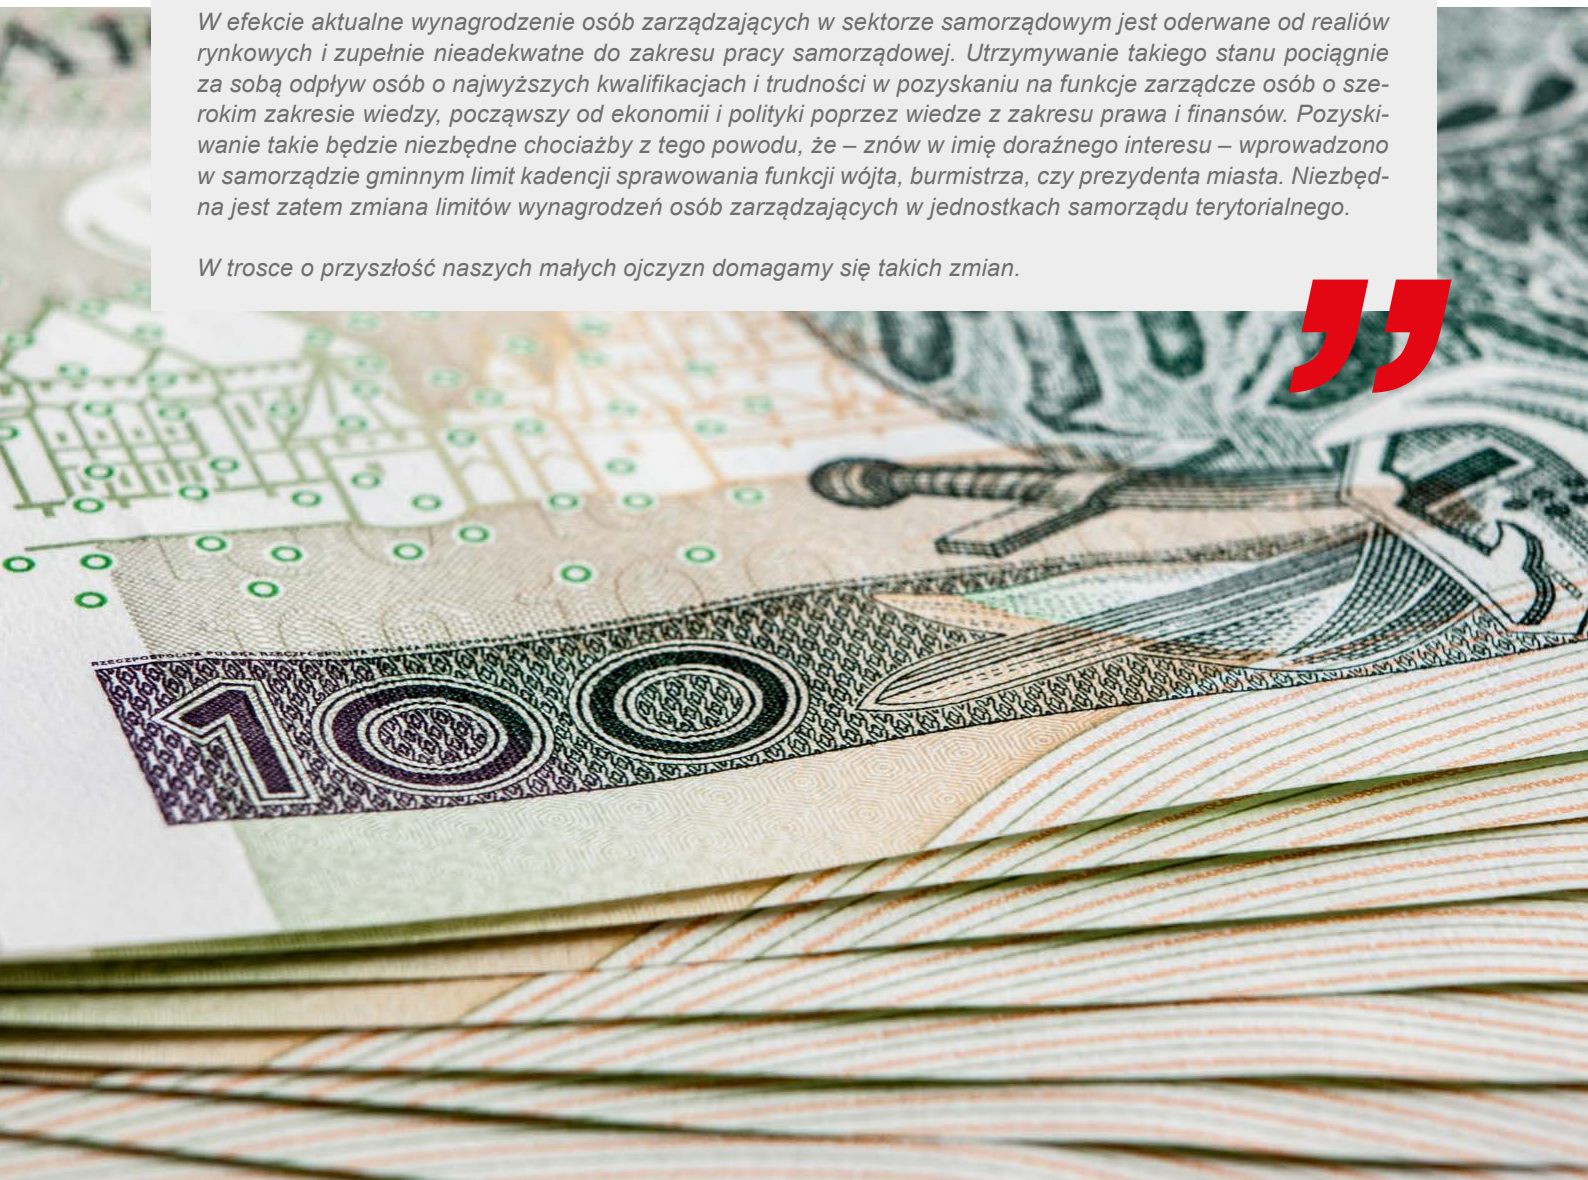 W efekcie aktualne wynagrodzenie osób zarządzających w sektorze samorządowym jest oderwane od realiów
rynkowych i zupełnie nieadekwatne do zakresu pracy samorządowej. Utrzymywanie takiego stanu pociągnie
za sobą odpływ osób o najwyższych kwalifikacjach i trudności w pozyskaniu na funkcje zarządcze osób o sze-
rokim zakresie wiedzy, począwszy od ekonomii i polityki poprzez wiedze z zakresu prawa i finansów. Pozyski-
wanie takie będzie niezbędne chociażby z tego powodu, że – znów w imię doraźnego interesu – wprowadzono
w samorządzie gminnym limit kadencji sprawowania funkcji wójta, burmistrza, czy prezydenta miasta. Niezbęd-
na jest zatem zmiana limitów wynagrodzeń osób zarządzających w jednostkach samorządu terytorialnego.
W trosce o przyszłość naszych małych ojczyzn domagamy się takich zmian.
”
RZECZPOSPOLITA POLSKA RZECZPOSPOLITA POLSKA
100